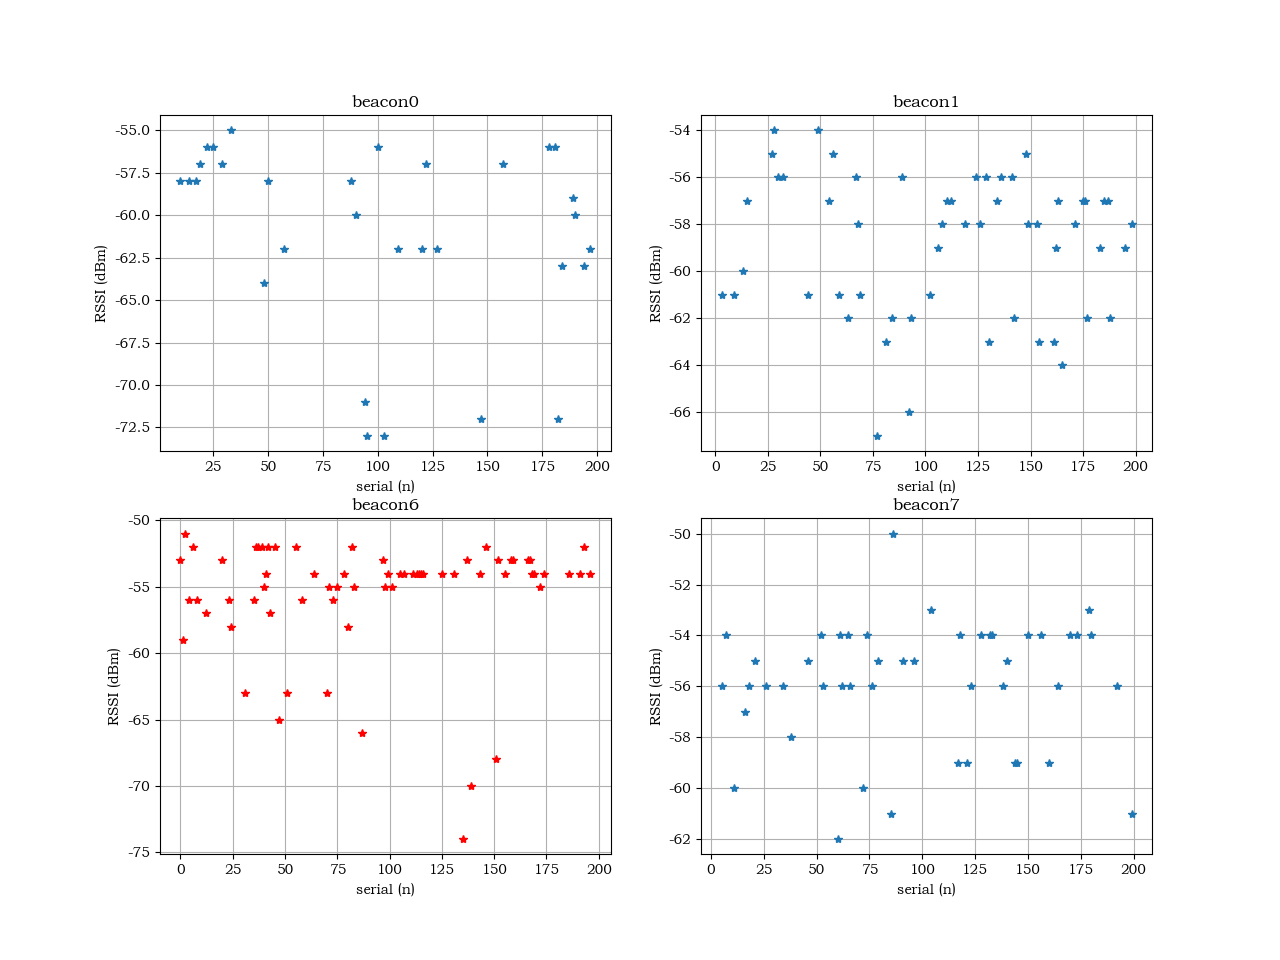 beacon0
-55.0
-57.5
-60.0
-62.5
-65.0
-67.5
-70.0
-72.5
RSSI (dBm)
25 50 75 100 125 150 175 200
serial (n)
beacon1
-54
-56
-58
-60
-62
-64
-66
RSSI (dBm)
0 25 50 75 100 125 150 175 200
serial (n)
beacon6
-50
-55
-60
-65
-70
-75
RSSI (dBm)
0 25 50 75 100 125 150 175 200
serial (n)
beacon7
-50
-52
-54
-56
-58
-60
-62
RSSI (dBm)
0 25 50 75 100 125 150 175 200
serial (n)